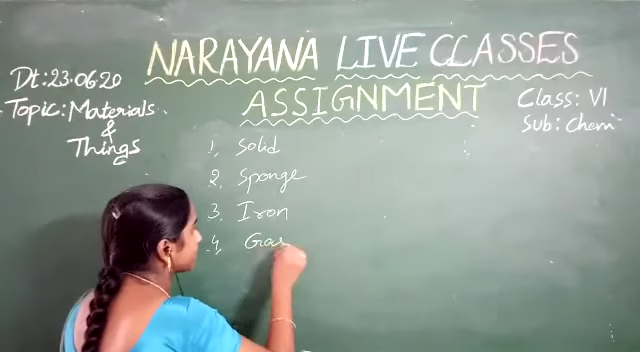 NARAYANA LIVE CLASSES
ASSIGNMENT
Dt:23.06.20
Topic: Materials
&
Things
Class: VI
Sub: Chem
1, Solid
2. Sponge
3. Iron
4, Gas